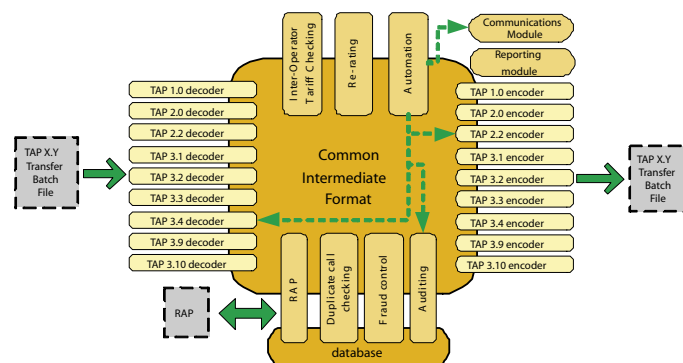 Communications
Module
Reporting
module
Inter-Operator
Tariff Checking
Re-rating
Automation
TAP 1.0 decoder
TAP 2.0 decoder
TAP 2.2 decoder
TAP 3.1 decoder
TAP 3.2 decoder
TAP 3.3 decoder
TAP 3.4 decoder
TAP 3.9 decoder
TAP 3.10 decoder
TAP X.Y
Transfer
Batch
File
Common
Intermediate
Format
TAP 1.0 encoder
TAP 2.0 encoder
TAP 2.2 encoder
TAP 3.1 encoder
TAP 3.2 encoder
TAP 3.3 encoder
TAP 3.4 encoder
TAP 3.9 encoder
TAP 3.10 encoder
TAP X.Y
Transfer
Batch
File
RAP
RAP
Duplicate call
checking
Fraud control
Auditing
database